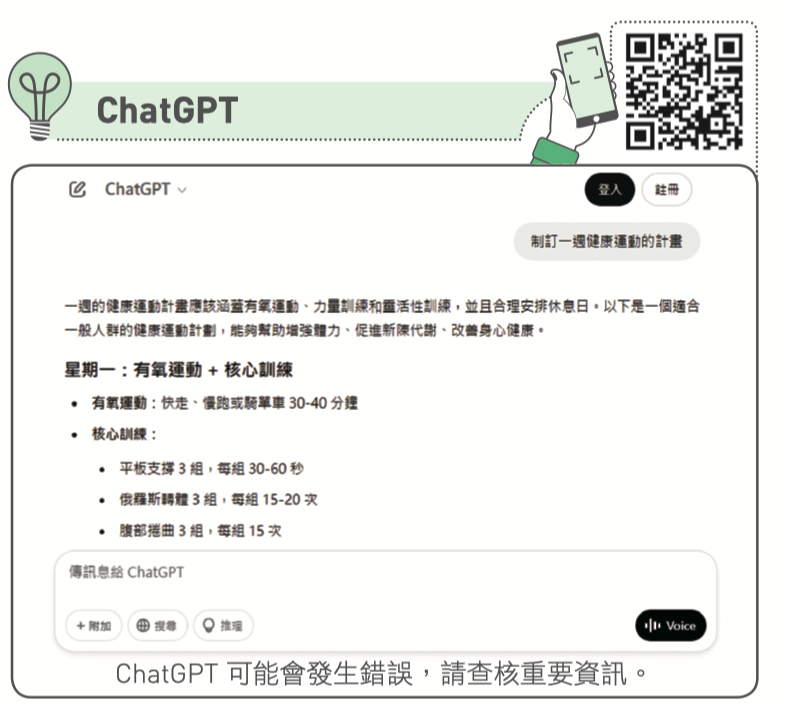 ChatGPT
ChatGPT
登入
註冊
制訂一週健康運動的計畫
一週的健康運動計畫應該涵蓋有氧運動、力量訓練和靈活性訓練，並且合理安排休息日。以下是一個適合
一般人群的健康運動計劃，能夠幫助增強體力、促進新陳代謝、改善身心健康。
星期一：有氧運動 + 核心訓練
• 有氧運動：快走、慢跑或騎單車 30-40 分鐘
• 核心訓練：
• 平板支撐 3 組，每組 30-60 秒
• 俄羅斯轉體 3 組，每組 15-20 次
• 腹部捲曲 3 組，每組 15 次
傳訊息給 ChatGPT
+ 附加
搜尋
推理
Voice
ChatGPT 可能會發生錯誤，請查核重要資訊。